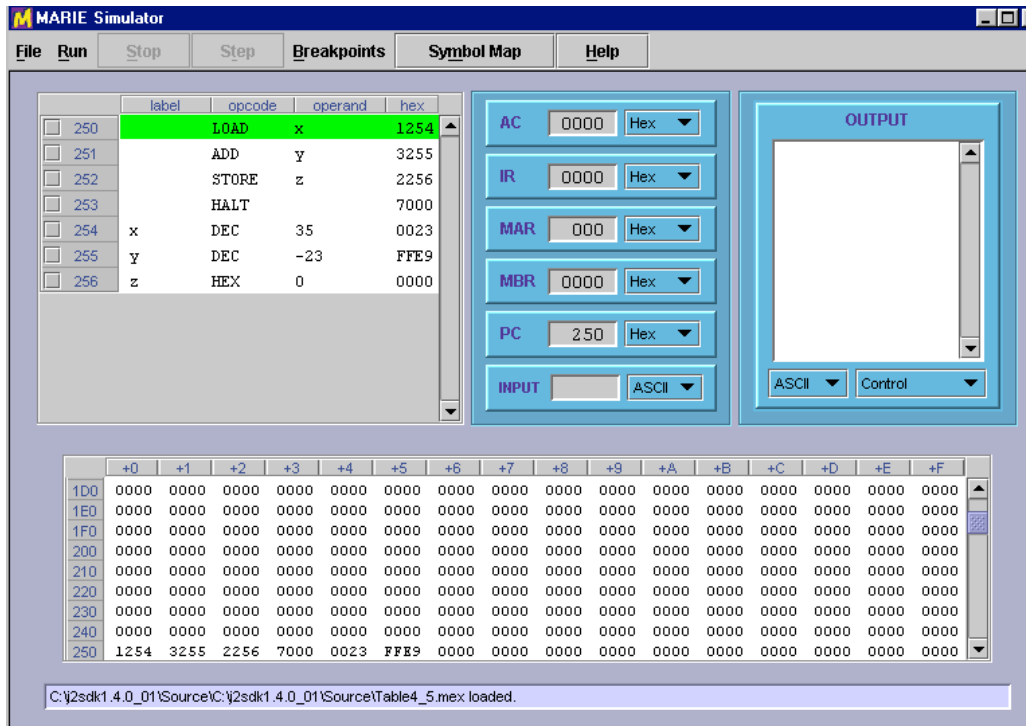 MARIE Simulator
File Run Stop Step Breakpoints Symbol Map Help
label opcode operand hex
250 LOAD x 1254
251 ADD y 3255
252 STORE z 2256
253 HALT 7000
254 x DEC 35 0023
255 y DEC -23 FFE9
256 z HEX 0 0000
AC 0000 Hex
IR 0000 Hex
MAR 000 Hex
MBR 0000 Hex
PC 250 Hex
INPUT ASCII
OUTPUT
ASCII Control
+0 +1 +2 +3 +4 +5 +6 +7 +8 +9 +A +B +C +D +E +F
1D0 0000 0000 0000 0000 0000 0000 0000 0000 0000 0000 0000 0000 0000 0000 0000 0000
1E0 0000 0000 0000 0000 0000 0000 0000 0000 0000 0000 0000 0000 0000 0000 0000 0000
1F0 0000 0000 0000 0000 0000 0000 0000 0000 0000 0000 0000 0000 0000 0000 0000 0000
200 0000 0000 0000 0000 0000 0000 0000 0000 0000 0000 0000 0000 0000 0000 0000 0000
210 0000 0000 0000 0000 0000 0000 0000 0000 0000 0000 0000 0000 0000 0000 0000 0000
220 0000 0000 0000 0000 0000 0000 0000 0000 0000 0000 0000 0000 0000 0000 0000 0000
230 0000 0000 0000 0000 0000 0000 0000 0000 0000 0000 0000 0000 0000 0000 0000 0000
240 0000 0000 0000 0000 0000 0000 0000 0000 0000 0000 0000 0000 0000 0000 0000 0000
250 1254 3255 2256 7000 0023 FFE9 0000 0000 0000 0000 0000 0000 0000 0000 0000 0000
C:\j2sdk1.4.0_01\Source\C:\j2sdk1.4.0_01\Source\Table4_5.mex loaded.